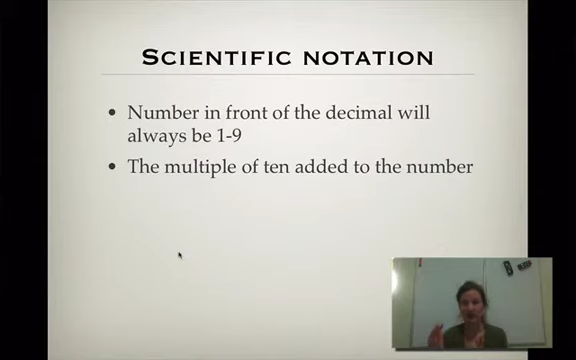 SCIENTIFIC NOTATION
• Number in front of the decimal will
always be 1-9
• The multiple of ten added to the number